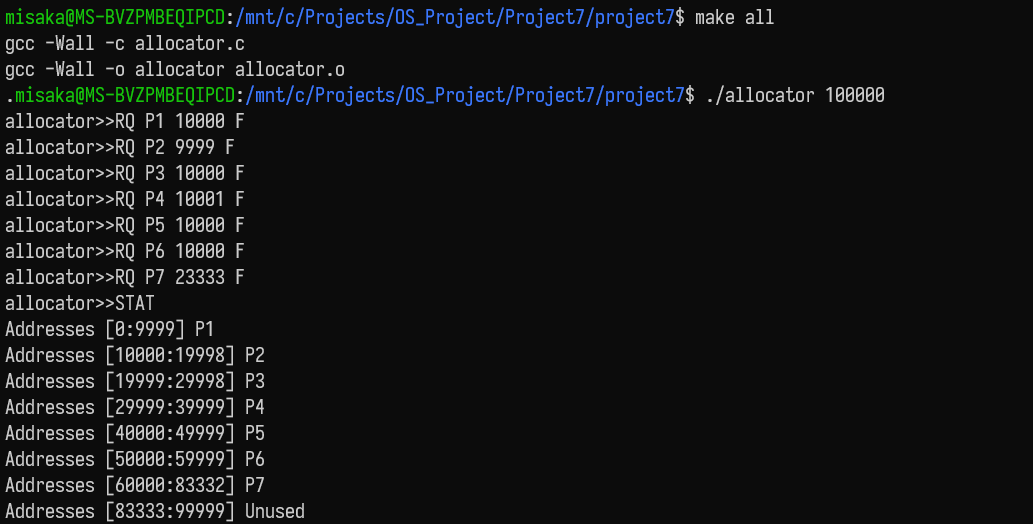 misaka@MS-BVZPMBEQIPCD:/mnt/c/Projects/OS_Project/Project7/project7$ make all
gcc -Wall -c allocator.c
gcc -Wall -o allocator allocator.o
.misaka@MS-BVZPMBEQIPCD:/mnt/c/Projects/OS_Project/Project7/project7$ ./allocator 100000
allocator>>RQ P1 10000 F
allocator>>RQ P2 9999 F
allocator>>RQ P3 10000 F
allocator>>RQ P4 10001 F
allocator>>RQ P5 10000 F
allocator>>RQ P6 10000 F
allocator>>RQ P7 23333 F
allocator>>STAT
Addresses [0:9999] P1
Addresses [10000:19998] P2
Addresses [19999:29998] P3
Addresses [29999:39999] P4
Addresses [40000:49999] P5
Addresses [50000:59999] P6
Addresses [60000:83332] P7
Addresses [83333:99999] Unused